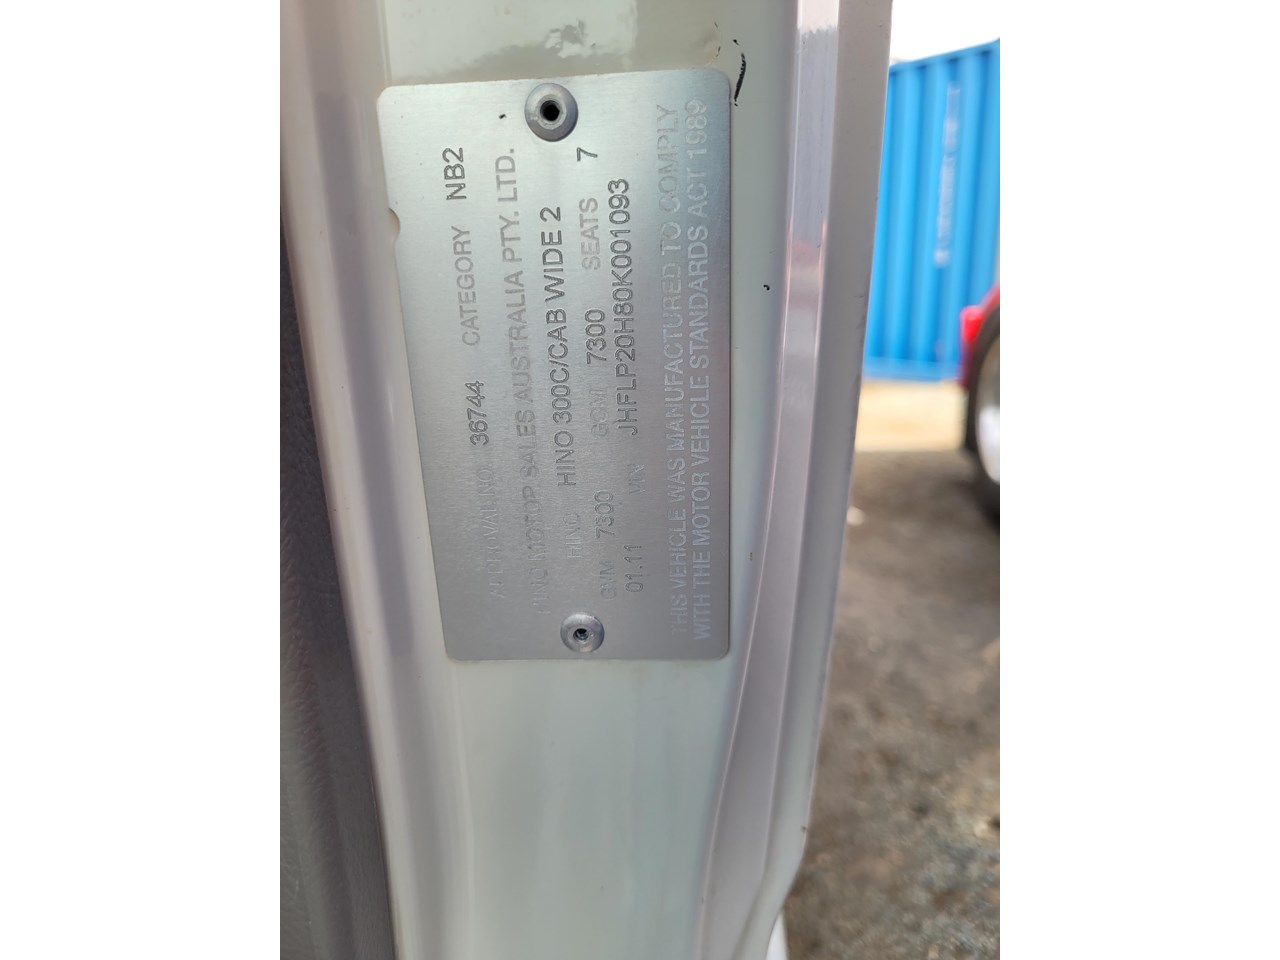 APPROVAL NO. 36744 CATEGORY NB2
HINO MOTOR SALES AUSTRALIA PTY. LTD.
HINO HINO 300C/CAB WIDE 2
GVM 7300 GCM 7300 SEATS 7
01.11 VIN JHFLP20H80K001093
THIS VEHICLE WAS MANUFACTURED TO COMPLY
WITH THE MOTOR VEHICLE STANDARDS ACT 1989